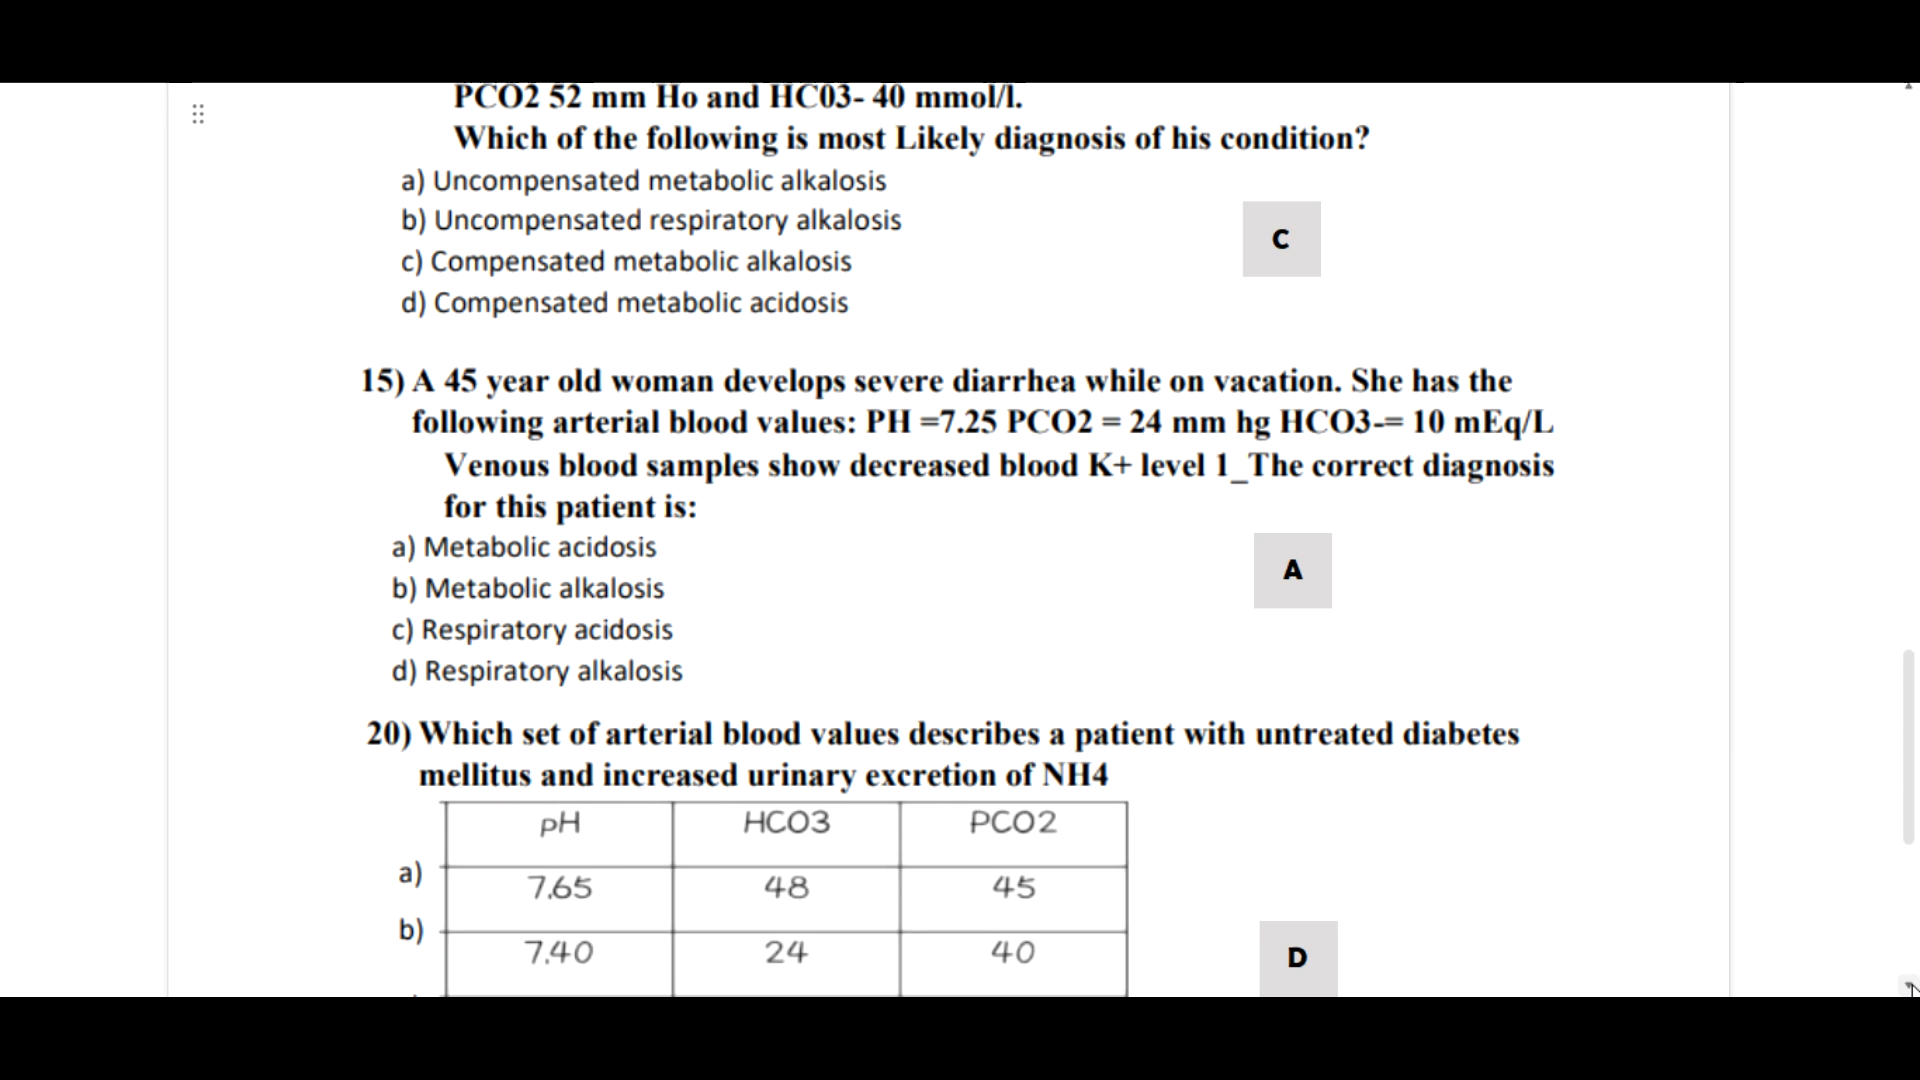 PCO2 52 mm Ho and HC03- 40 mmol/l.
Which of the following is most Likely diagnosis of his condition?
a) Uncompensated metabolic alkalosis
b) Uncompensated respiratory alkalosis
c) Compensated metabolic alkalosis
d) Compensated metabolic acidosis
C
15) A 45 year old woman develops severe diarrhea while on vacation. She has the
following arterial blood values: PH =7.25 PCO2 = 24 mm hg HCO3-= 10 mEq/L
Venous blood samples show decreased blood K+ level 1_The correct diagnosis
for this patient is:
a) Metabolic acidosis
b) Metabolic alkalosis
c) Respiratory acidosis
d) Respiratory alkalosis
A
20) Which set of arterial blood values describes a patient with untreated diabetes
mellitus and increased urinary excretion of NH4
pH HCO3 PCO2
a) 7.65 48 45
b) 7.40 24 40
D